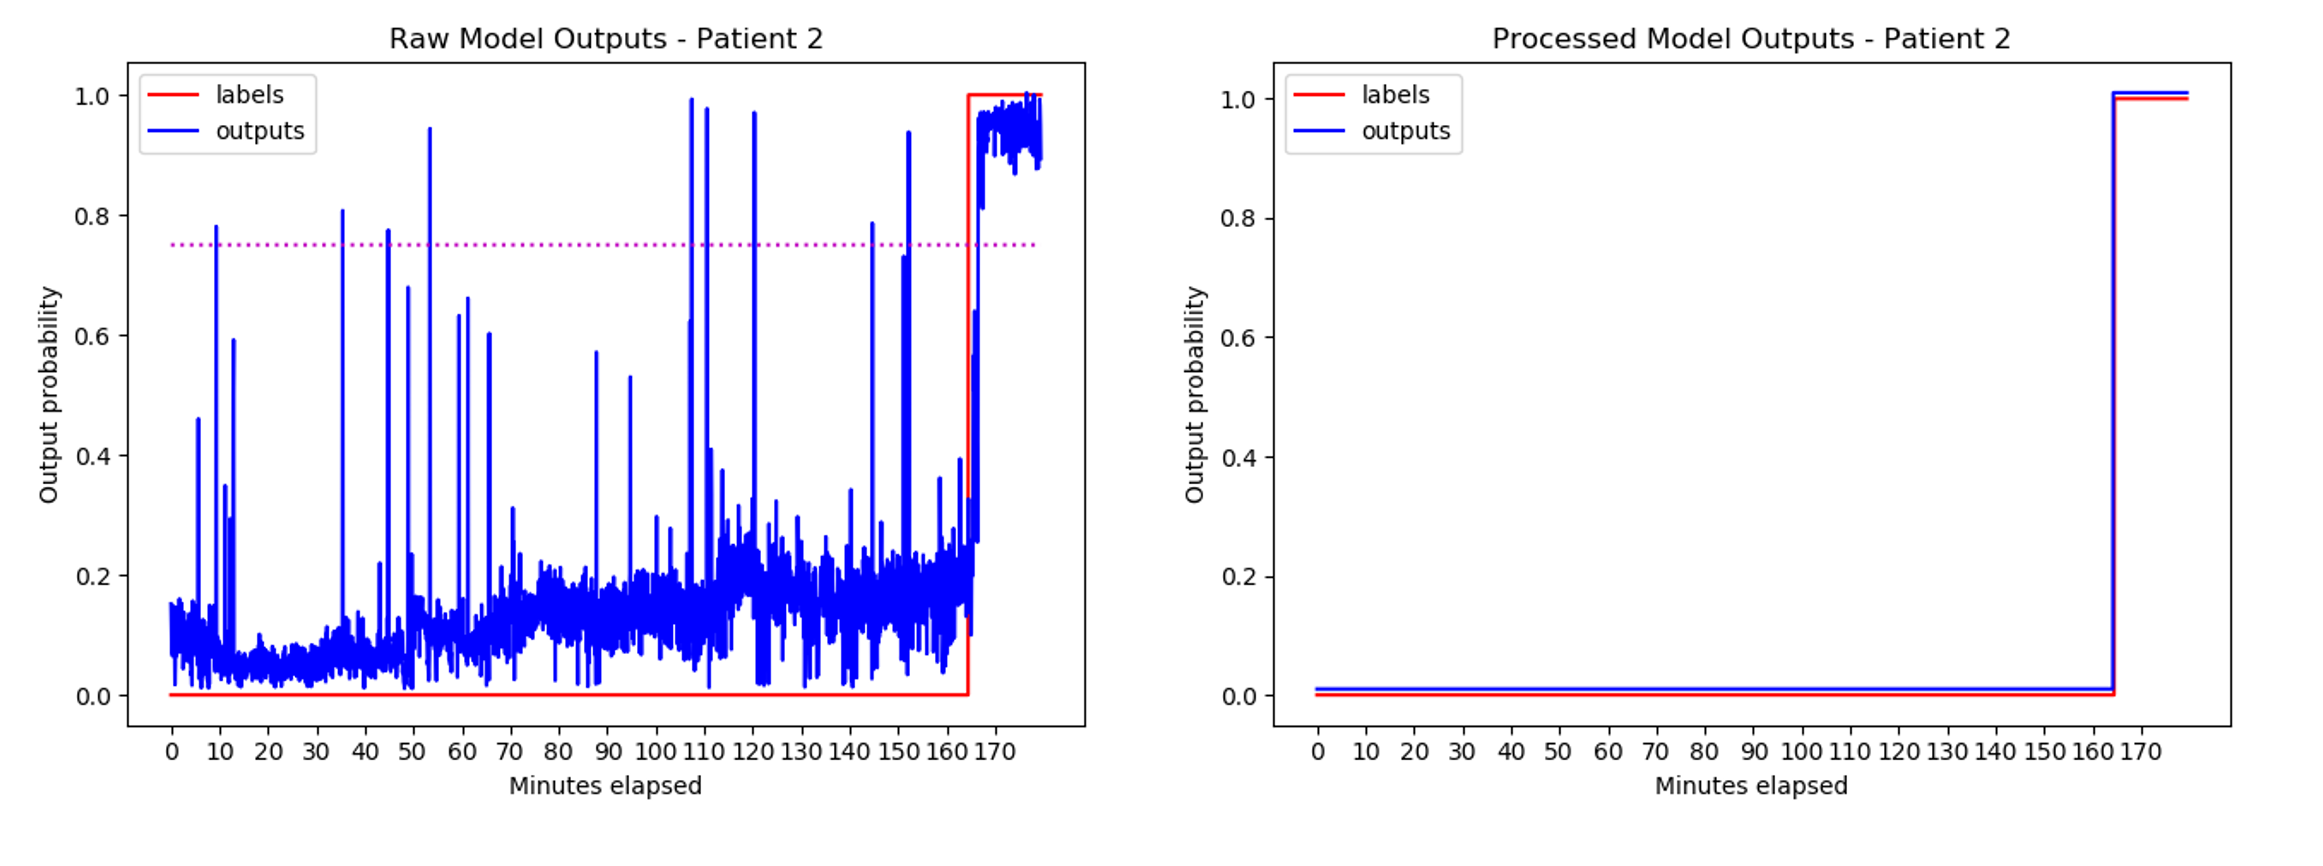 Raw Model Outputs - Patient 2
labels
outputs
1.0
0.8
0.6
0.4
0.2
0.0
Output probability
0 10 20 30 40 50 60 70 80 90 100 110 120 130 140 150 160 170
Minutes elapsed
Processed Model Outputs - Patient 2
labels
outputs
1.0
0.8
0.6
0.4
0.2
0.0
Output probability
0 10 20 30 40 50 60 70 80 90 100 110 120 130 140 150 160 170
Minutes elapsed